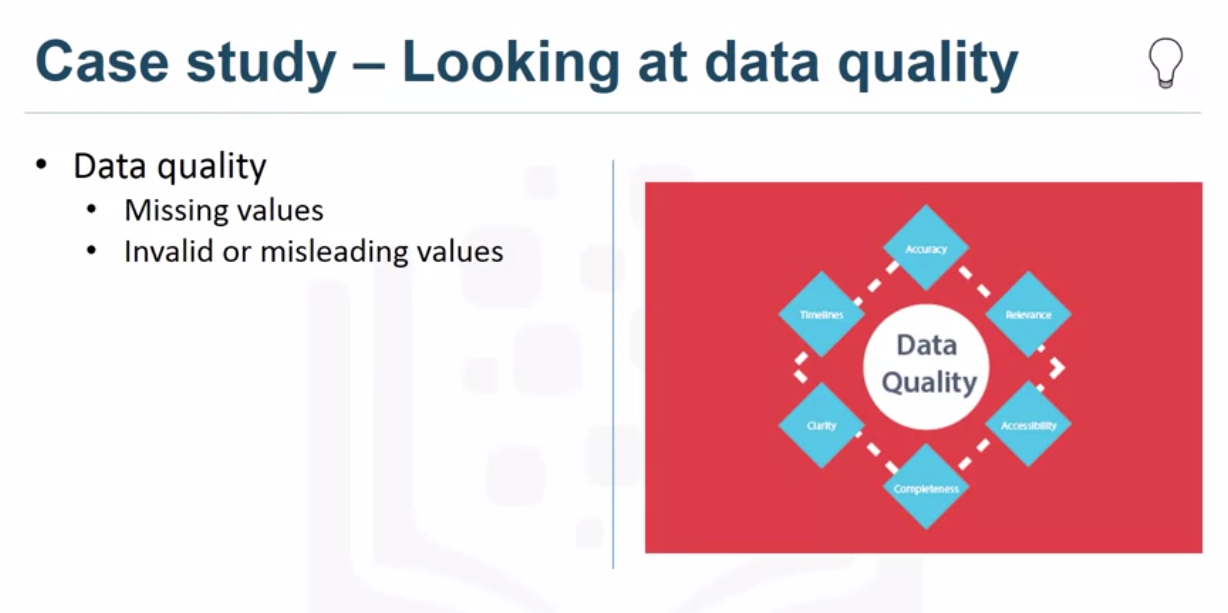 Case study – Looking at data quality
• Data quality
• Missing values
• Invalid or misleading values
Accuracy
Timelines
Relevance
Data
Quality
Clarity
Accessibility
Completeness